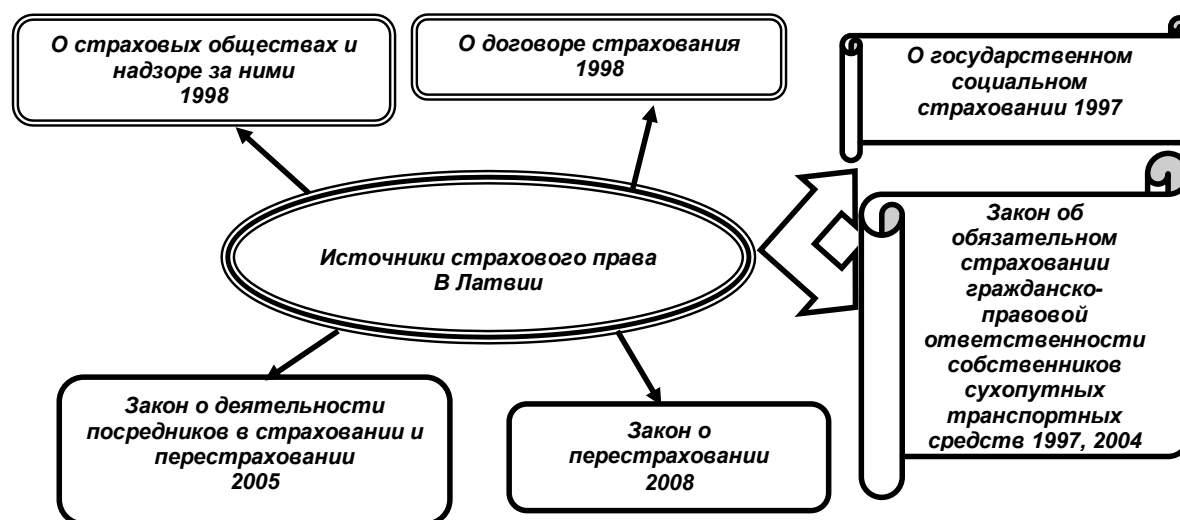 О страховых обществах и
надзоре за ними
1998
О договоре страхования
1998
О государственном
социальном
страховании 1997
Источники страхового права
В Латвии
Закон об
обязательном
страховании
гражданско-
правовой
ответственности
собственников
сухопутных
транспортных
средств 1997, 2004
Закон о деятельности
посредников в страховании и
перестраховании
2005
Закон о
перестраховании
2008